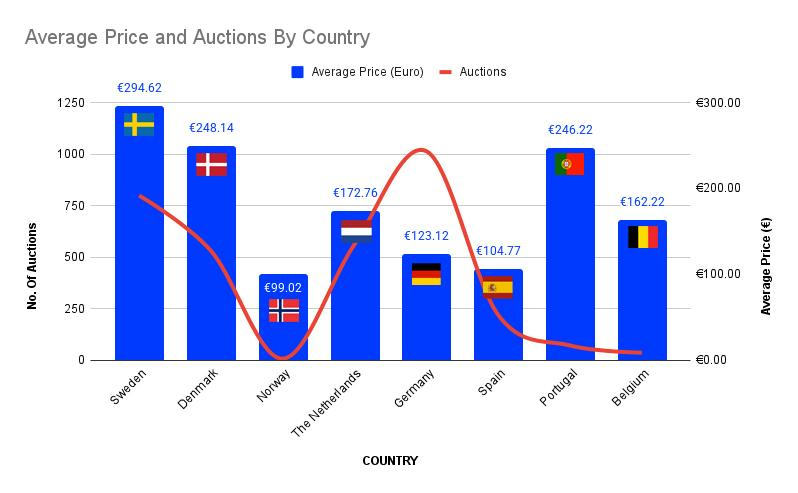 Average Price and Auctions By Country
Average Price (Euro) Auctions
€294.62
€248.14
€99.02
€172.76
€123.12
€104.77
€246.22
€162.22
1250
1000
750
500
250
0
No. Of Auctions
€300.00
€200.00
€100.00
€0.00
Average Price (€)
Sweden
Denmark
Norway
The Netherlands
Germany
Spain
Portugal
Belgium
COUNTRY